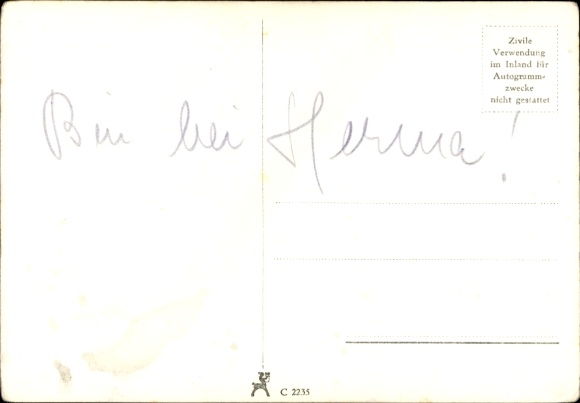 Zivile
Verwendung
im Inland für
Autogramm-
zwecke
nicht gestattet
Bin bei Herma!
C 2235